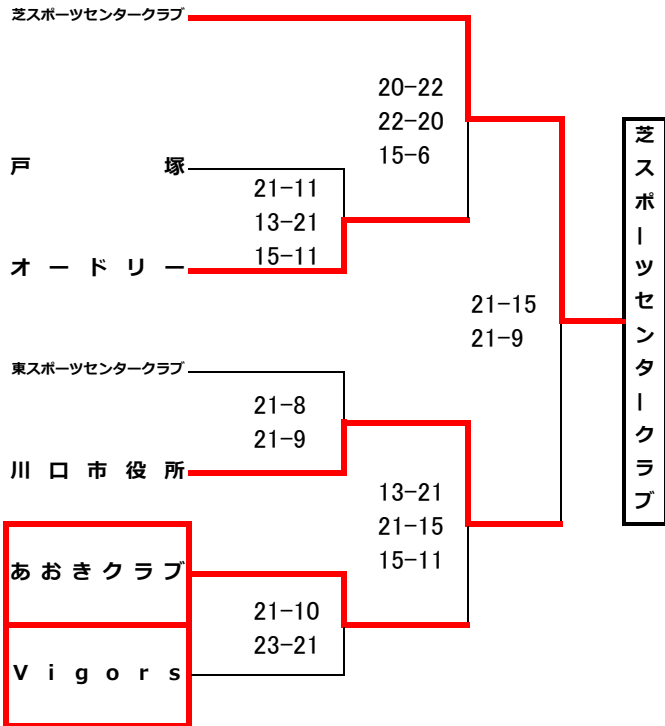 芝スポーツセンタークラブ
20-22
22-20
15-6
戸塚
21-11
13-21
15-11
オードリー
芝スポーツセンタークラブ
21-15
21-9
東スポーツセンタークラブ
21-8
21-9
川口市役所
13-21
21-15
15-11
あおきクラブ
21-10
23-21
Vigors